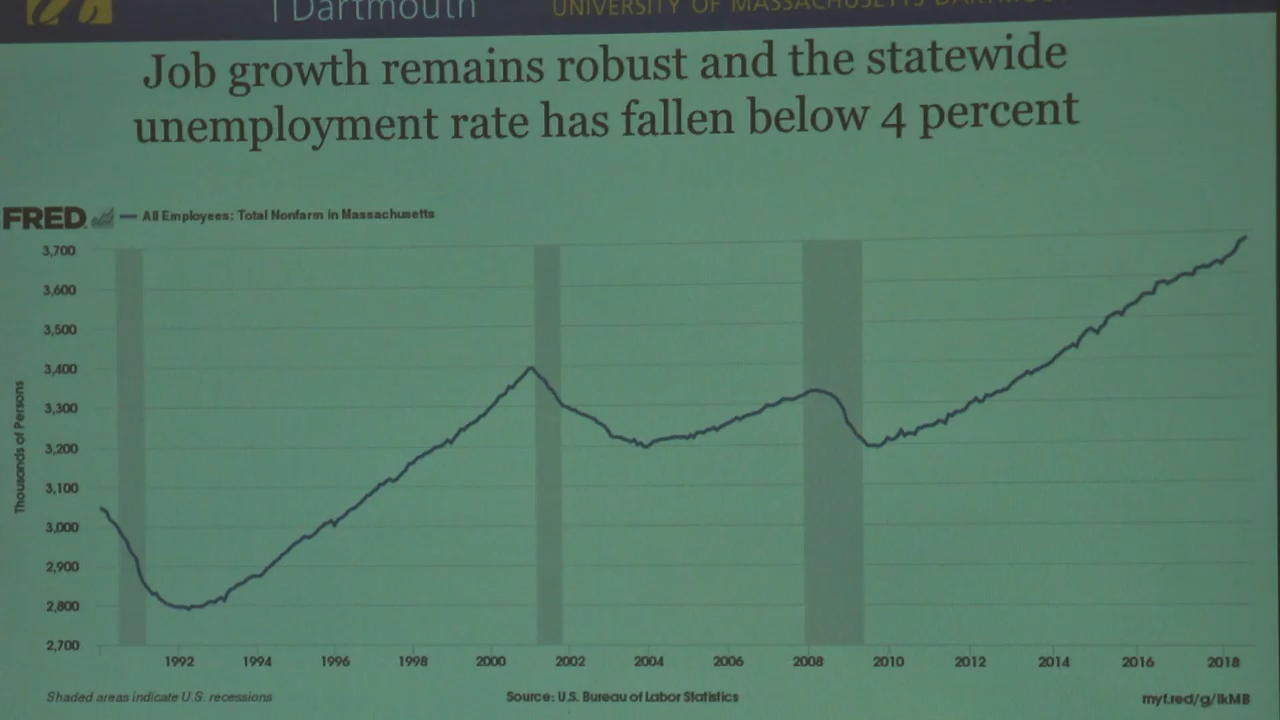 Dartmouth
UNIVERSITY OF MASSACHUSETTS
Job growth remains robust and the statewide
unemployment rate has fallen below 4 percent
FRED — All Employees: Total Nonfarm in Massachusetts
3,700
3,600
3,500
3,400
3,300
3,200
3,100
3,000
2,900
2,800
2,700
Thousands of Persons
1992 1994 1996 1998 2000 2002 2004 2006 2008 2010 2012 2014 2016 2018
Shaded areas indicate U.S. recessions
Source: U.S. Bureau of Labor Statistics
myf.red/g/lkMB